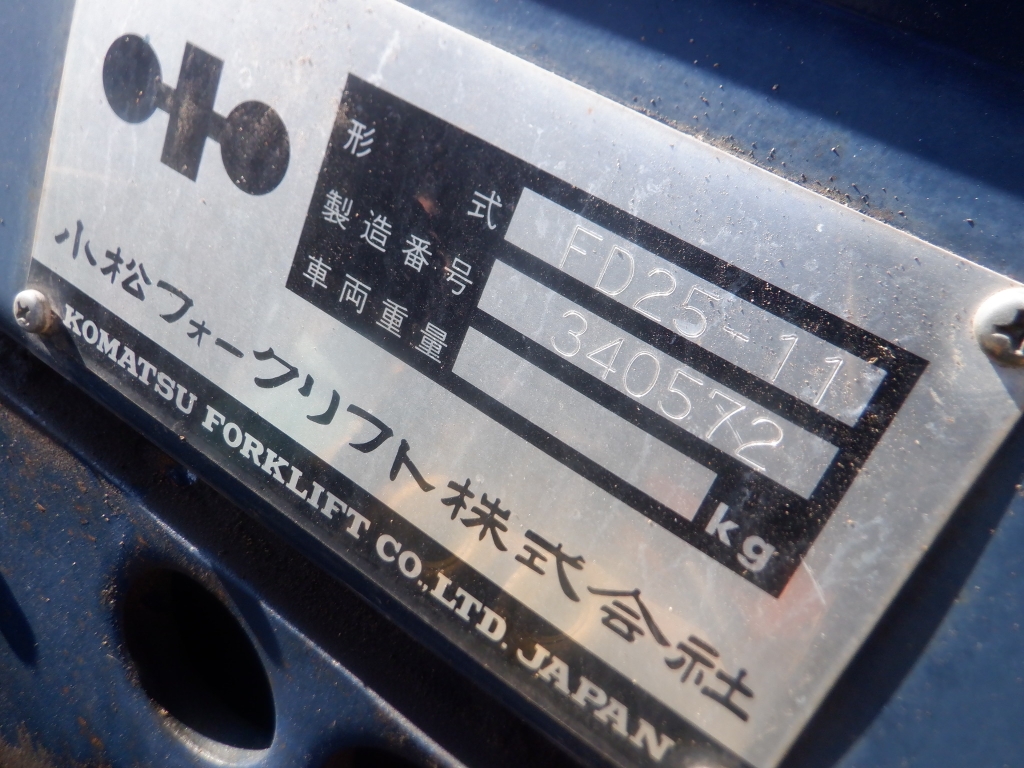 形式 FD25-11
製造番号 340572
車両重量 kg
小松フォークリフト株式会社
KOMATSU FORKLIFT CO.,LTD. JAPAN